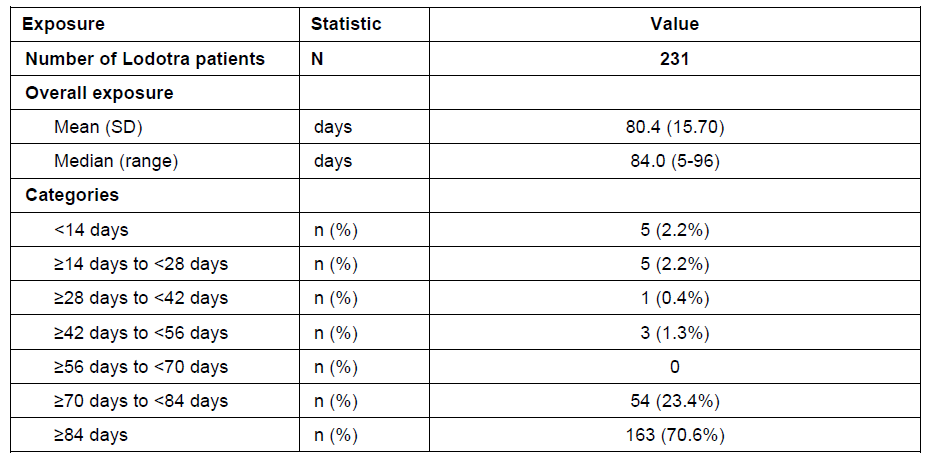 Exposure Statistic Value
Number of Lodotra patients N 231
Overall exposure
Mean (SD) days 80.4 (15.70)
Median (range) days 84.0 (5-96)
Categories
<14 days n (%) 5 (2.2%)
≥14 days to <28 days n (%) 5 (2.2%)
≥28 days to <42 days n (%) 1 (0.4%)
≥42 days to <56 days n (%) 3 (1.3%)
≥56 days to <70 days n (%) 0
≥70 days to <84 days n (%) 54 (23.4%)
≥84 days n (%) 163 (70.6%)